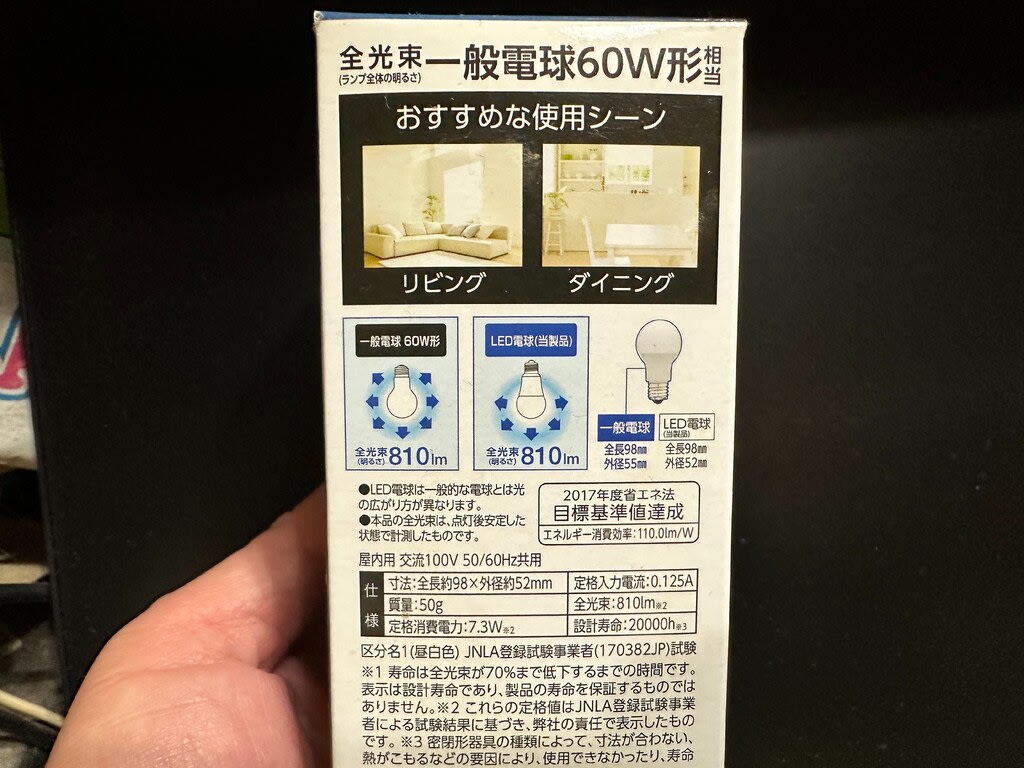 全光束
(ランプ全体の明るさ)
一般電球60W形相当
おすすめな使用シーン
リビング
ダイニング
一般電球 60W形
全光束
(明るさ)
810lm
LED電球(当製品)
全光束
(明るさ)
810lm
一般電球
全長98㎜
外径55㎜
LED電球
(当製品)
全長98㎜
外径52㎜
●LED電球は一般的な電球とは光
の広がり方が異なります。
●本品の全光束は、点灯後安定した
状態で計測したものです。
2017年度省エネ法
目標基準値達成
エネルギー消費効率:110.0lm/W
屋内用 交流100V 50/60Hz共用
仕様
寸法:全長約98×外径約52mm
定格入力電流:0.125A
質量:50g
全光束:810lm※2
定格消費電力:7.3W※2
設計寿命:20000h※3
区分名1(昼白色) JNLA登録試験事業者(170382JP)試験
※1 寿命は全光束が70%まで低下するまでの時間です。
表示は設計寿命であり、製品の寿命を保証するものでは
ありません。※2 これらの定格値はJNLA登録試験事業
者による試験結果に基づき、弊社の責任で表示したもの
です。※3 密閉形器具の種類によって、寸法が合わない、
熱がこもるなどの要因により、使用できなかったり、寿命